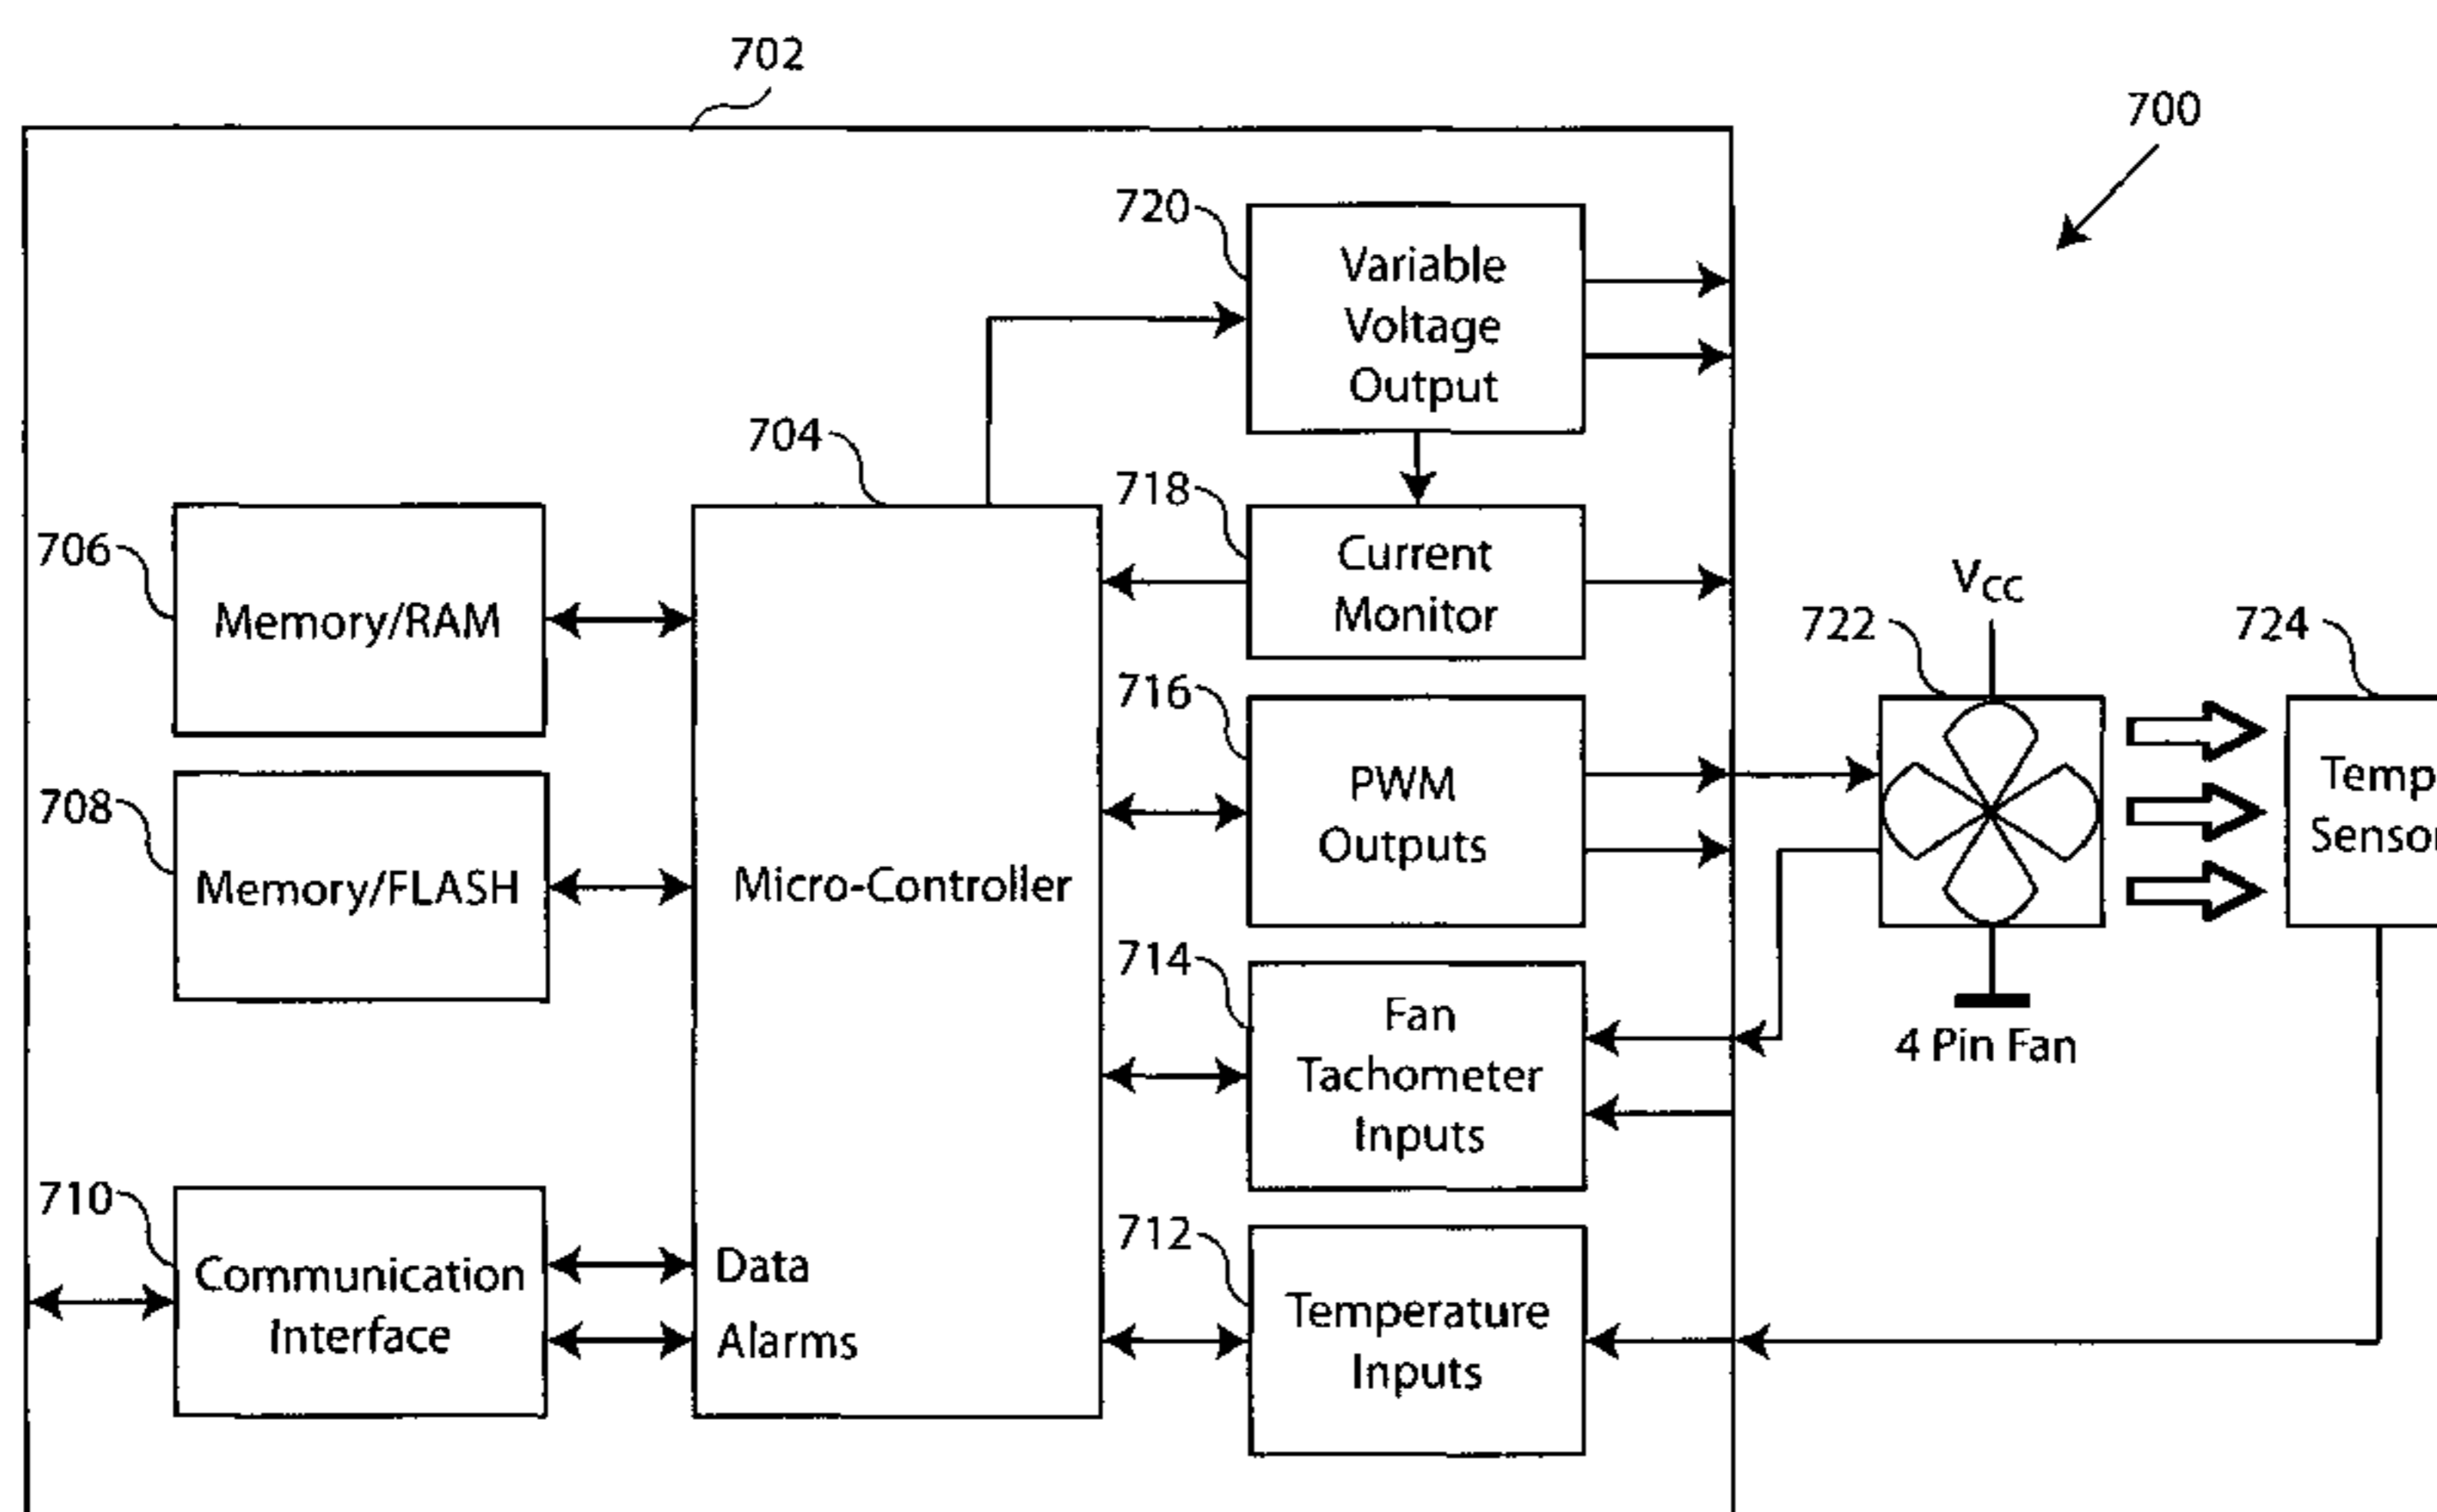 702
700
720
Variable
Voltage
Output
704
718
Current
Monitor
706
Memory/RAM
VCC
722
724
716
PWM
Outputs
Temp
Sensor
708
Memory/FLASH
Micro-Controller
714
Fan
Tachometer
Inputs
4 Pin Fan
710
Communication
Interface
Data
Alarms
712
Temperature
Inputs